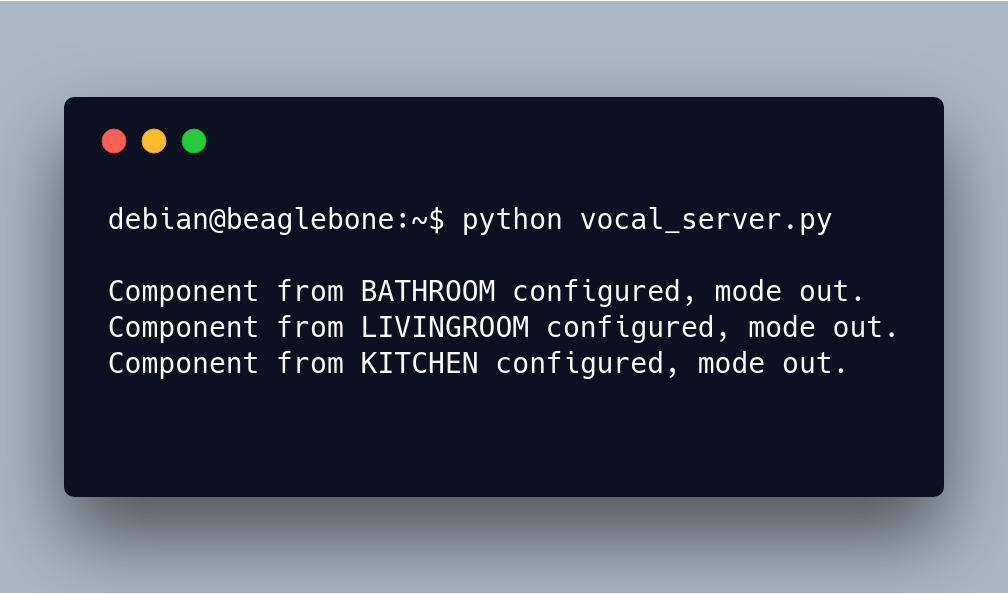 debian@beaglebone:~$ python vocal_server.py
Component from BATHROOM configured, mode out.
Component from LIVINGROOM configured, mode out.
Component from KITCHEN configured, mode out.